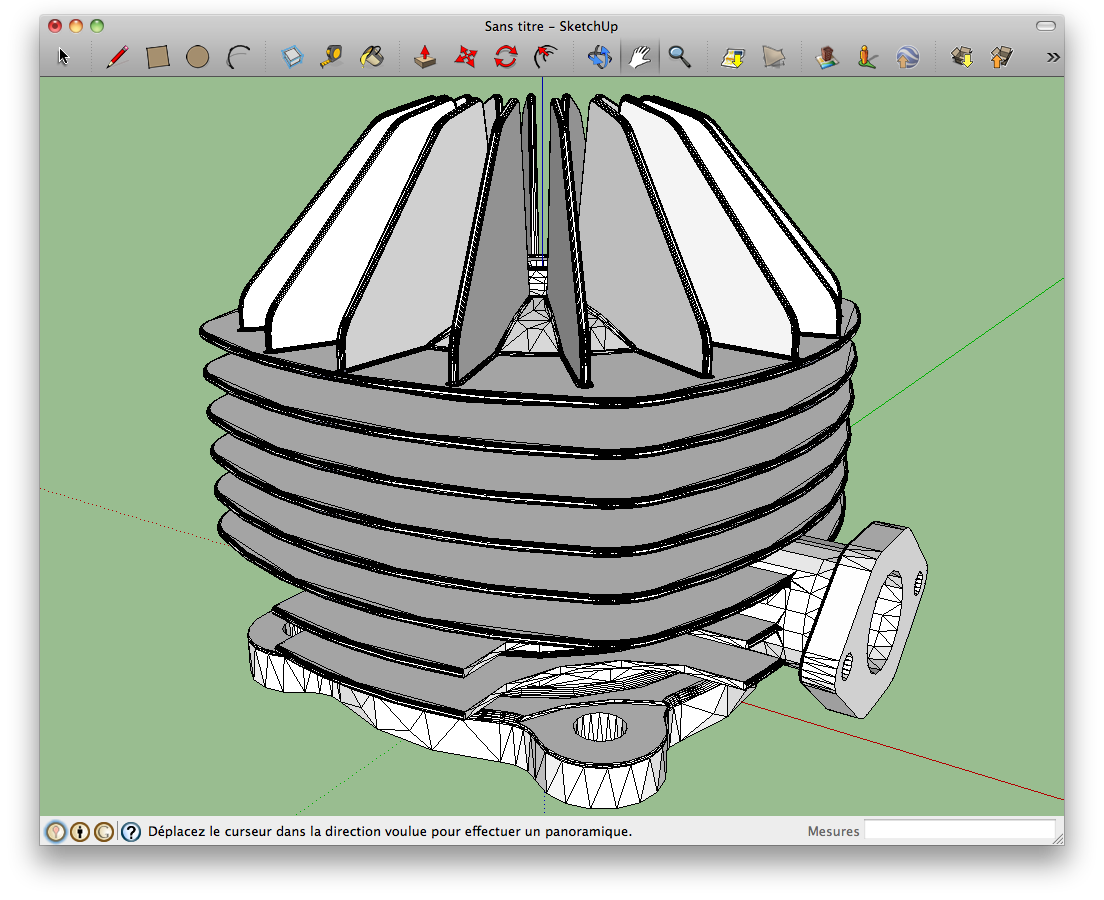 Sans titre - SketchUp
Déplacez le curseur dans la direction voulue pour effectuer un panoramique.
Mesures